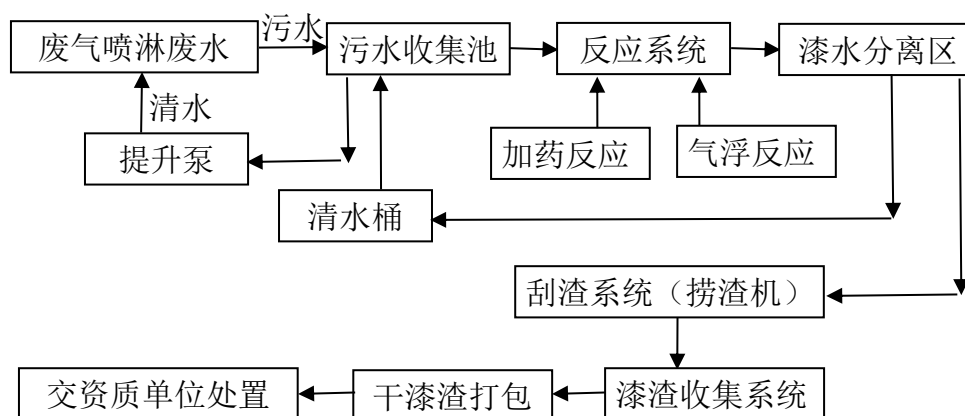 废气喷淋废水
污水
污水收集池
反应系统
漆水分离区
清水
提升泵
加药反应
气浮反应
清水桶
刮渣系统（捞渣机）
交资质单位处置
干漆渣打包
漆渣收集系统